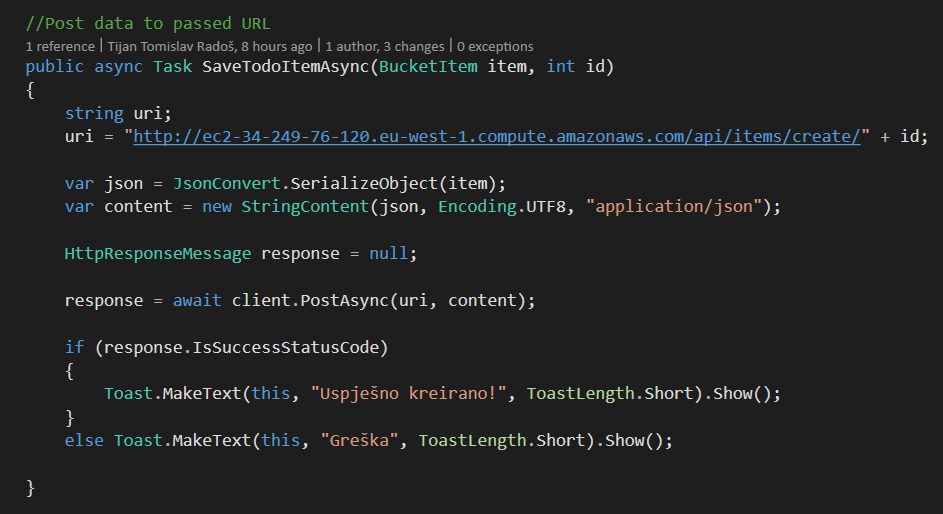 //Post data to passed URL
1 reference | Tijan Tomislav Radoš, 8 hours ago | 1 author, 3 changes | 0 exceptions
public async Task SaveTodoItemAsync(BucketItem item, int id)
{
    string uri;
    uri = "http://ec2-34-249-76-120.eu-west-1.compute.amazonaws.com/api/items/create/" + id;
    var json = JsonConvert.SerializeObject(item);
    var content = new StringContent(json, Encoding.UTF8, "application/json");
    HttpResponseMessage response = null;
    response = await client.PostAsync(uri, content);
    if (response.IsSuccessStatusCode)
    {
        Toast.MakeText(this, "Uspješno kreirano!", ToastLength.Short).Show();
    }
    else Toast.MakeText(this, "Greška", ToastLength.Short).Show();
}